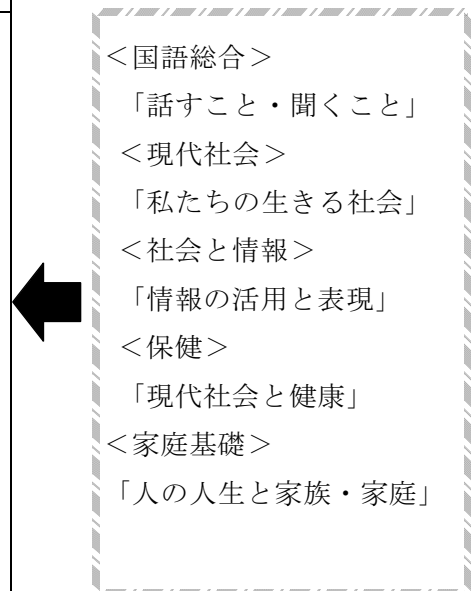 ＜国語総合＞
「話すこと・聞くこと」
＜現代社会＞
「私たちの生きる社会」
＜社会と情報＞
「情報の活用と表現」
＜保健＞
「現代社会と健康」
＜家庭基礎＞
「人の人生と家族・家庭」